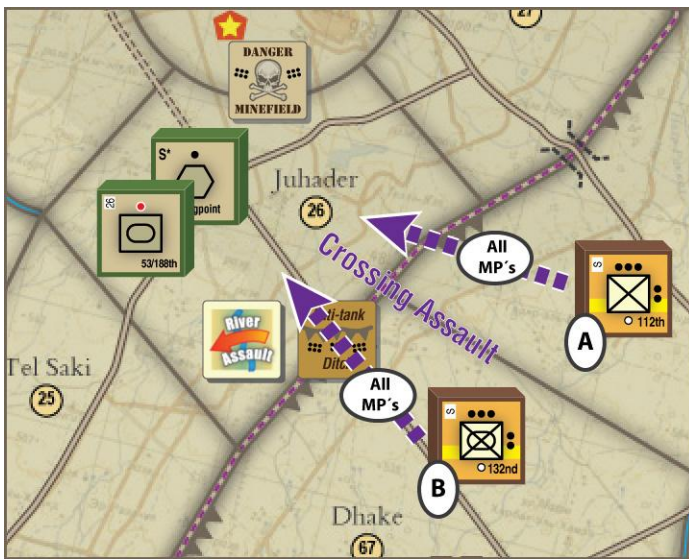 27
DANGER
MINEFIELD
S*
gpoint
26
53/188th
Juhader
26
All
MP's
Crossing Assault
S
112th
A
River
Assault
ti-tank
Ditc
All
MP's
S
132nd
B
Tel Saki
25
Dhake
67